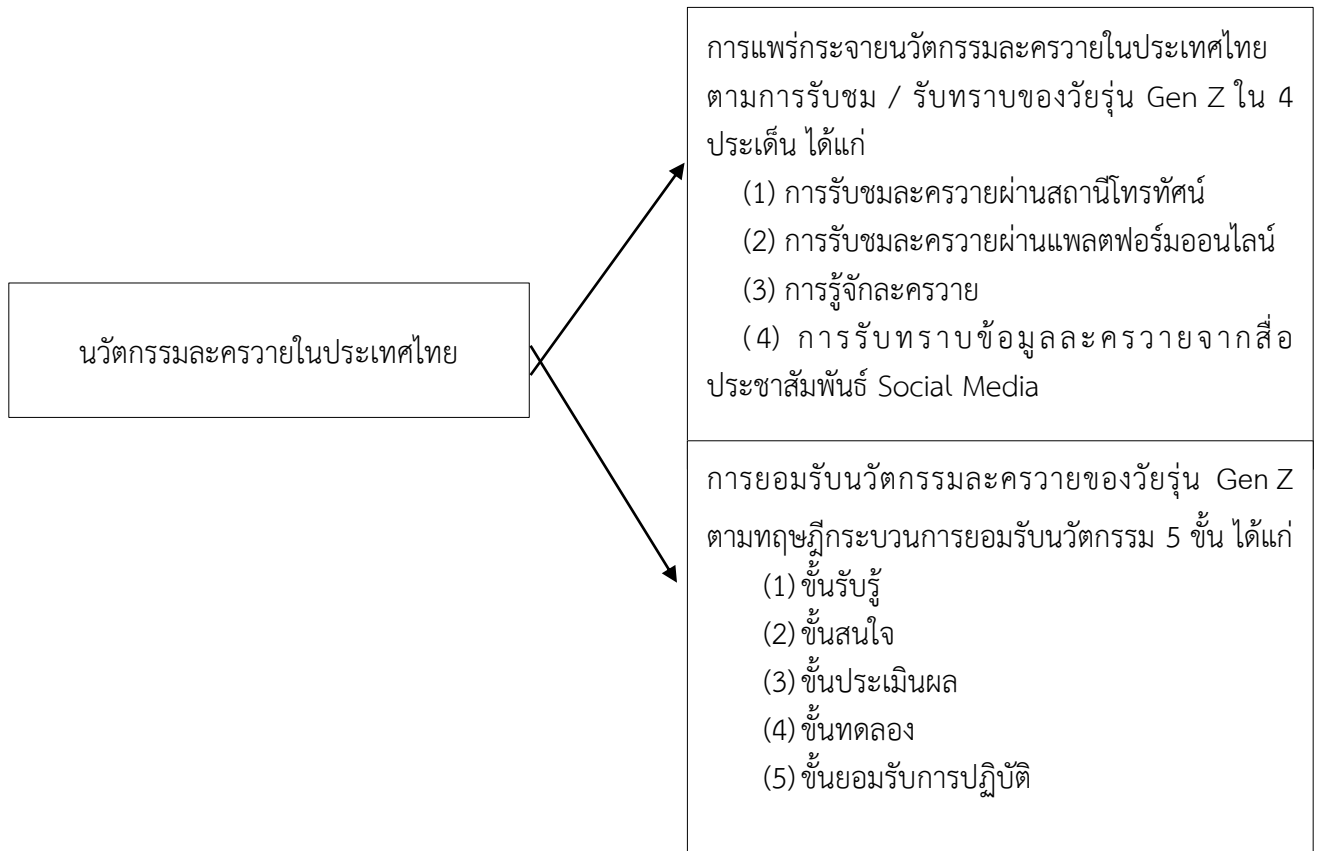 การแพร่กระจายนวัตกรรมละครวายในประเทศไทย
ตามการรับชม / รับทราบของวัยรุ่น Gen Z ใน 4
ประเด็น ได้แก่
(1) การรับชมละครวายผ่านสถานีโทรทัศน์
(2) การรับชมละครวายผ่านแพลตฟอร์มออนไลน์
(3) การรู้จักละครวาย
(4) การรับทราบข้อมูลละครวายจากสื่อ
ประชาสัมพันธ์ Social Media
นวัตกรรมละครวายในประเทศไทย
การยอมรับนวัตกรรมละครวายของวัยรุ่น Gen Z
ตามทฤษฎีกระบวนการยอมรับนวัตกรรม 5 ขั้น ได้แก่
(1) ขั้นรับรู้
(2) ขั้นสนใจ
(3) ขั้นประเมินผล
(4) ขั้นทดลอง
(5) ขั้นยอมรับการปฏิบัติ